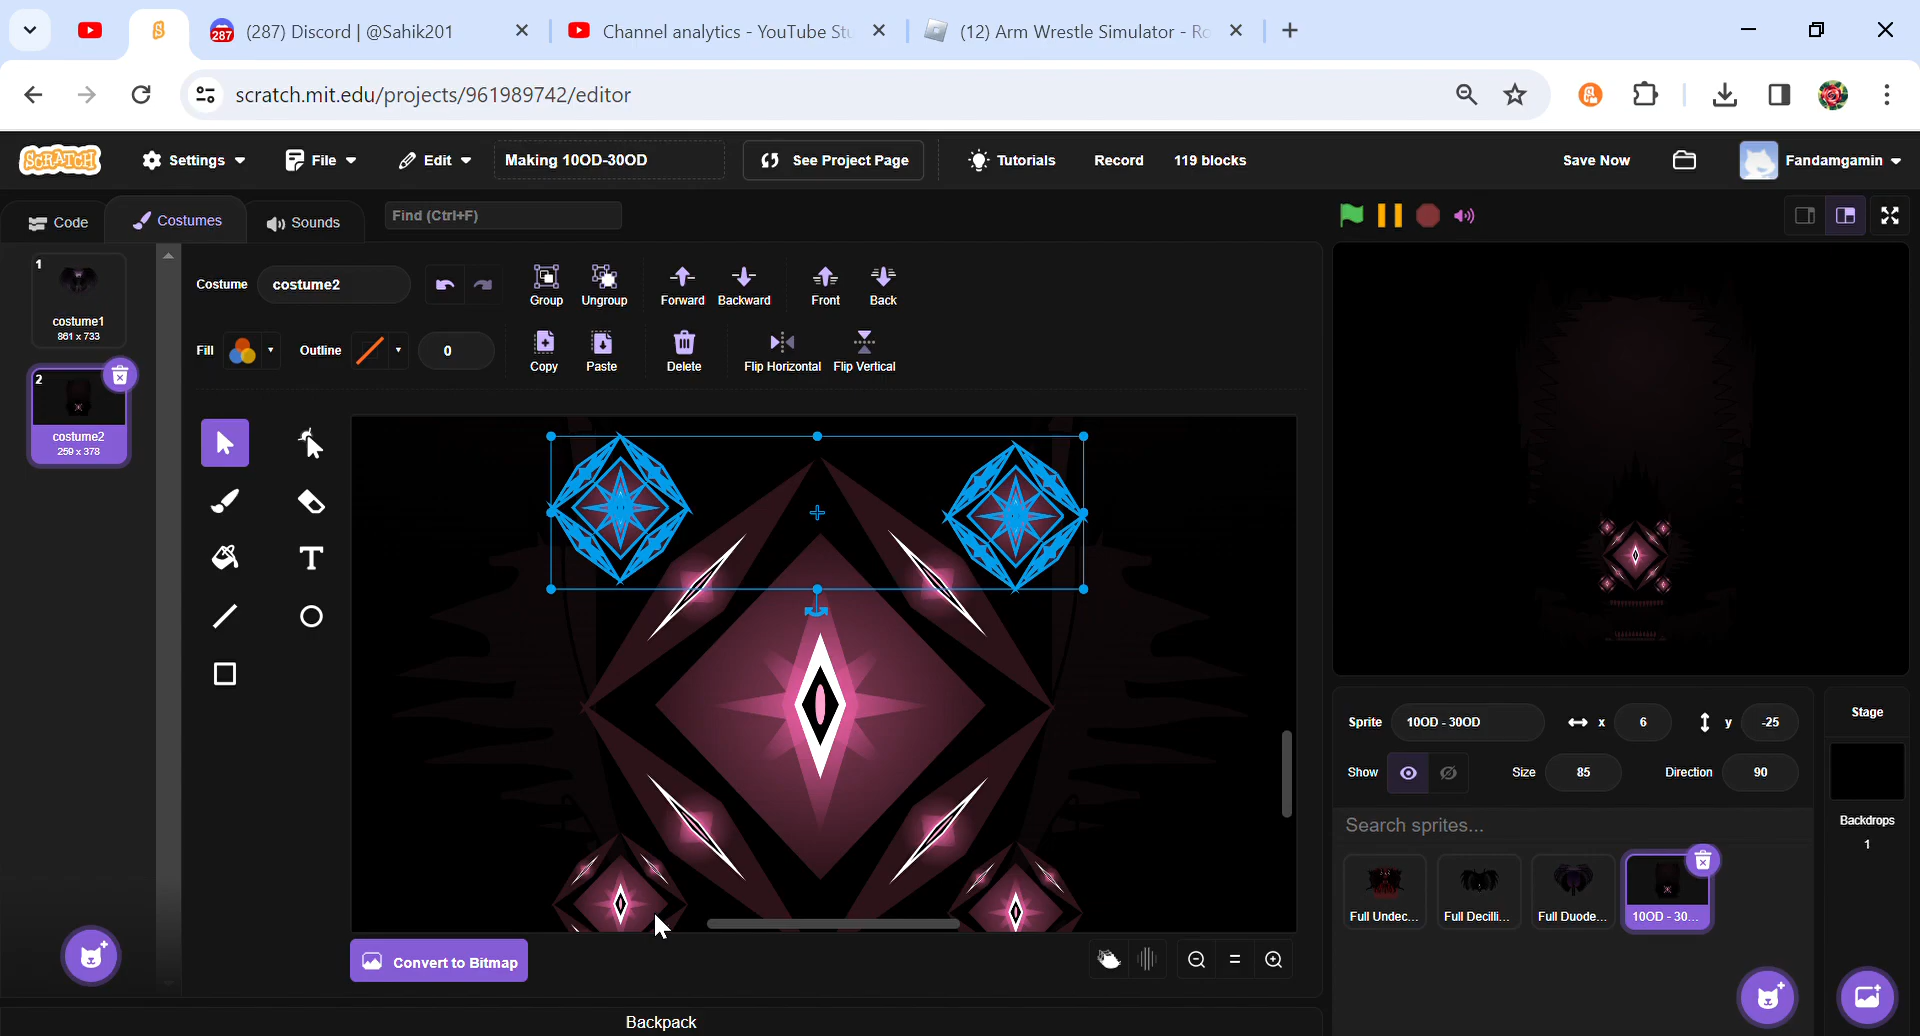 287
(287) Discord | @Sahik201
Channel analytics - YouTube Stu
(12) Arm Wrestle Simulator - Ro
scratch.mit.edu/projects/961989742/editor
SCRATCH
Settings
File
Edit
Making 10OD-30OD
See Project Page
Tutorials
Record
119 blocks
Save Now
Fandamgamin
Code
Costumes
Sounds
Find (Ctrl+F)
1
costume1
861 x 733
2
costume2
259 x 378
Costume
costume2
Group
Ungroup
Forward
Backward
Front
Back
Fill
Outline
0
Copy
Paste
Delete
Flip Horizontal
Flip Vertical
T
Convert to Bitmap
Backpack
Sprite
10OD - 30OD
x
6
y
-25
Show
Size
85
Direction
90
Search sprites...
Full Undec...
Full Decilli...
Full Duode...
10OD - 30...
Stage
Backdrops
1